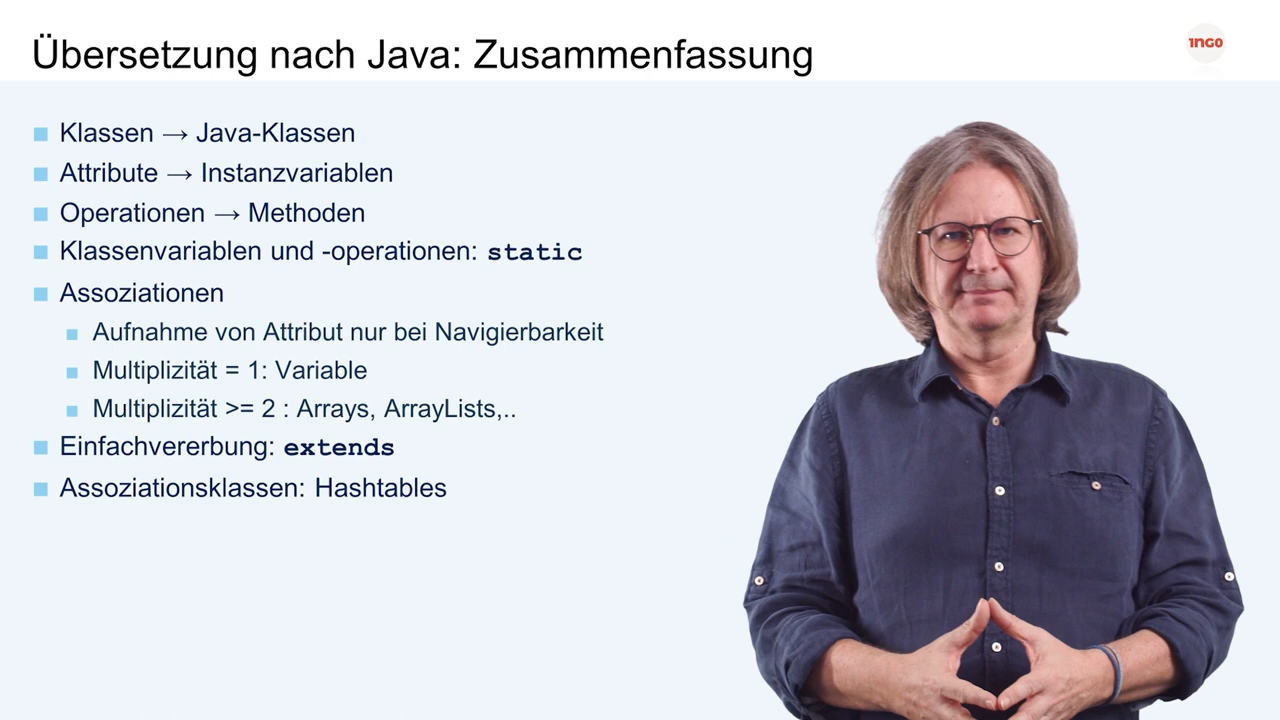 Übersetzung nach Java: Zusammenfassung
1NGO
Klassen → Java-Klassen
Attribute → Instanzvariablen
Operationen → Methoden
Klassenvariablen und -operationen: static
Assoziationen
Aufnahme von Attribut nur bei Navigierbarkeit
Multiplizität = 1: Variable
Multiplizität >= 2 : Arrays, ArrayLists,..
Einfachvererbung: extends
Assoziationsklassen: Hashtables